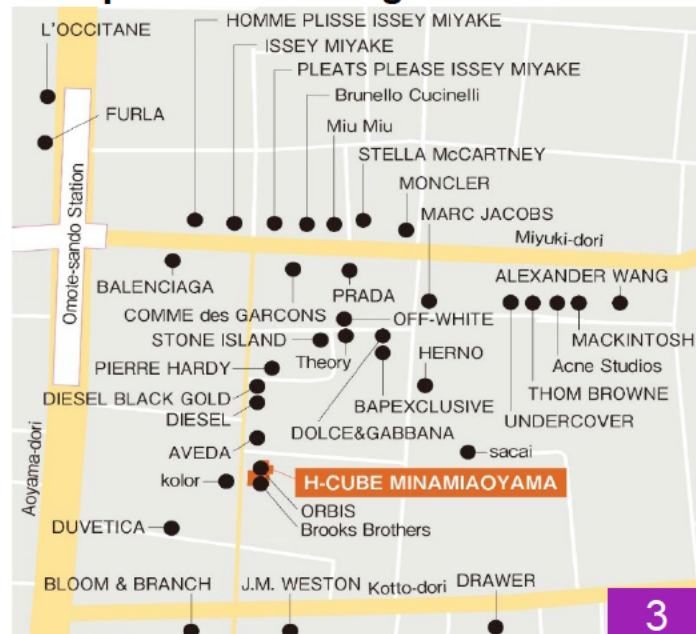 L'OCCITANE
HOMME PLISSE ISSEY MIYAKE
ISSEY MIYAKE
PLEATS PLEASE ISSEY MIYAKE
FURLA
Brunello Cucinelli
Miu Miu
STELLA McCARTNEY
MONCLER
MARC JACOBS
Omote-sando Station
Miyuki-dori
BALENCIAGA
ALEXANDER WANG
PRADA
COMME des GARCONS
OFF-WHITE
STONE ISLAND
MACKINTOSH
Theory
HERNO
Acne Studios
PIERRE HARDY
THOM BROWNE
DIESEL BLACK GOLD
BAPEXCLUSIVE
UNDERCOVER
DIESEL
DOLCE&GABBANA
AVEDA
sacai
Aoyama-dori
kolor
H-CUBE MINAMIAOYAMA
ORBIS
Brooks Brothers
DUVETICA
BLOOM & BRANCH
J.M. WESTON
Kotto-dori
DRAWER
3